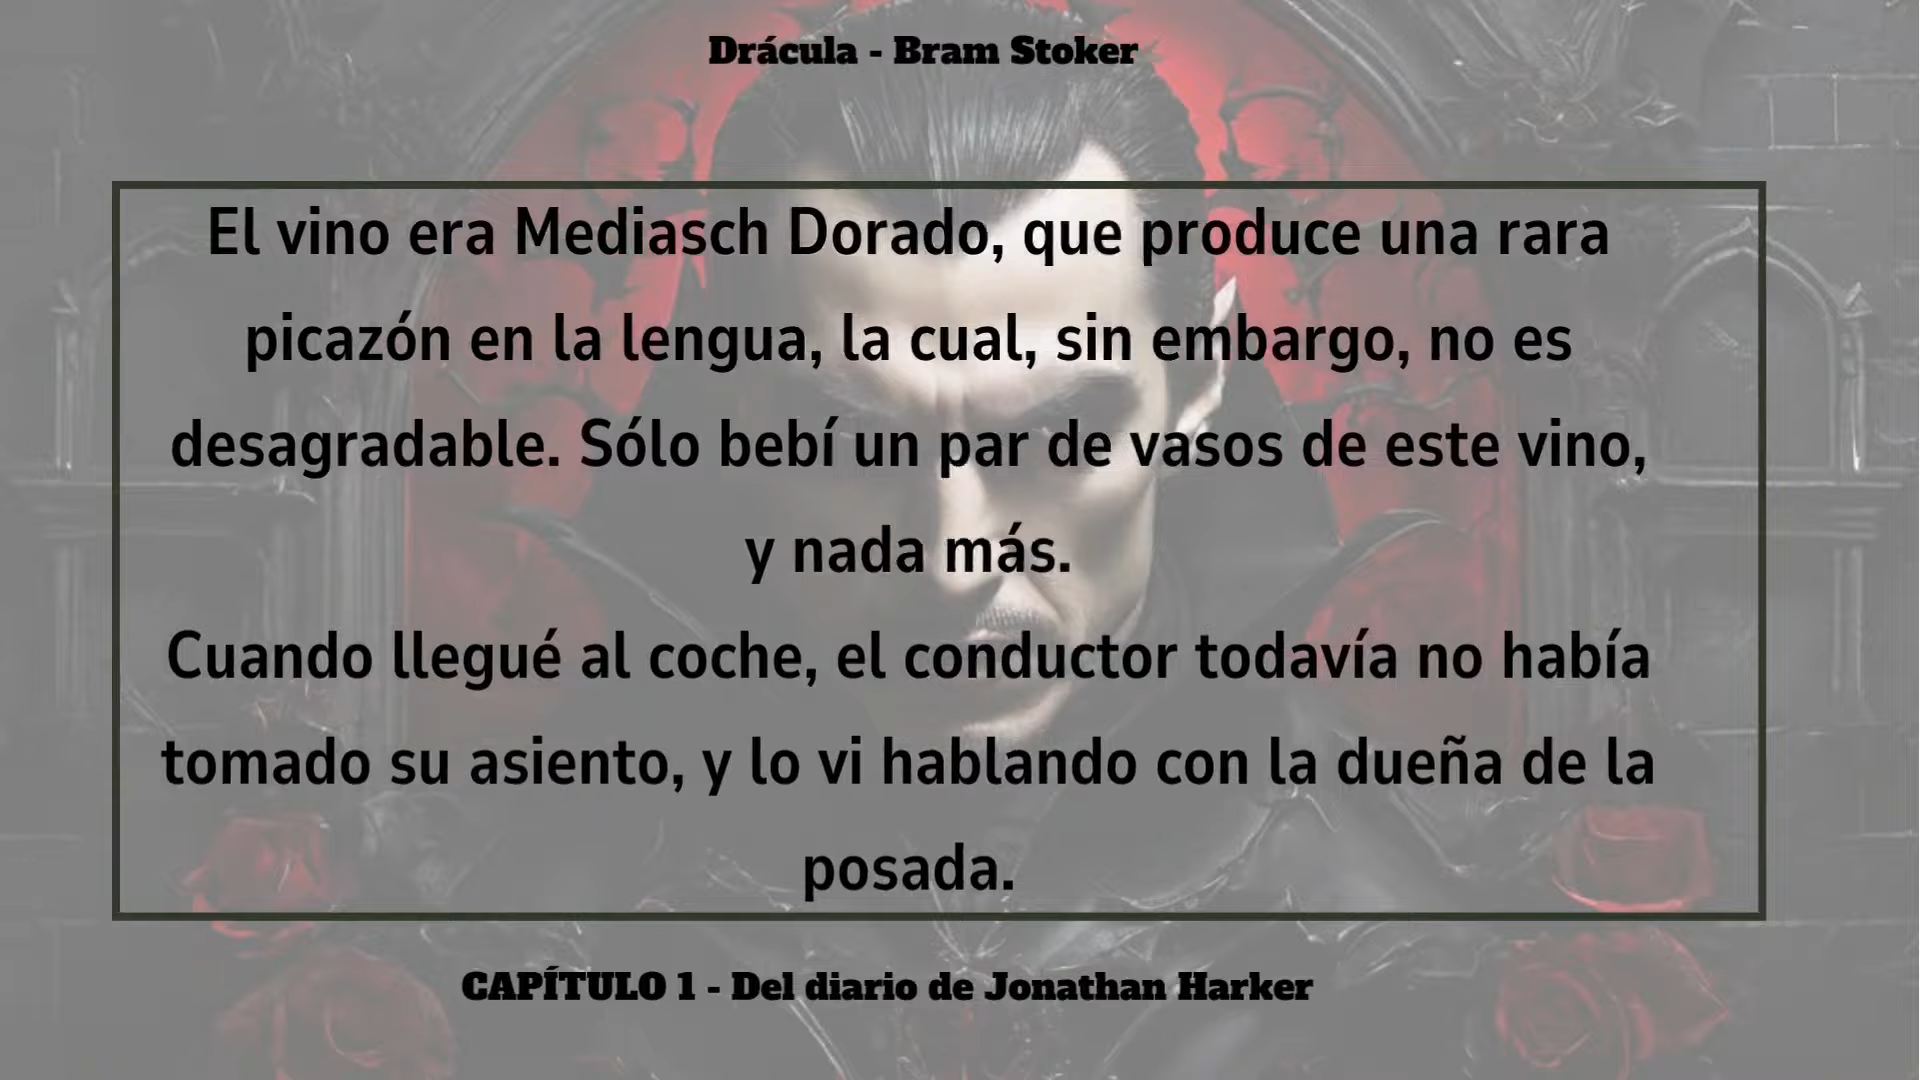 Drácula - Bram Stoker
El vino era Mediasch Dorado, que produce una rara
picazón en la lengua, la cual, sin embargo, no es
desagradable. Sólo bebí un par de vasos de este vino,
y nada más.
Cuando llegué al coche, el conductor todavía no había
tomado su asiento, y lo vi hablando con la dueña de la
posada.
CAPÍTULO 1 - Del diario de Jonathan Harker